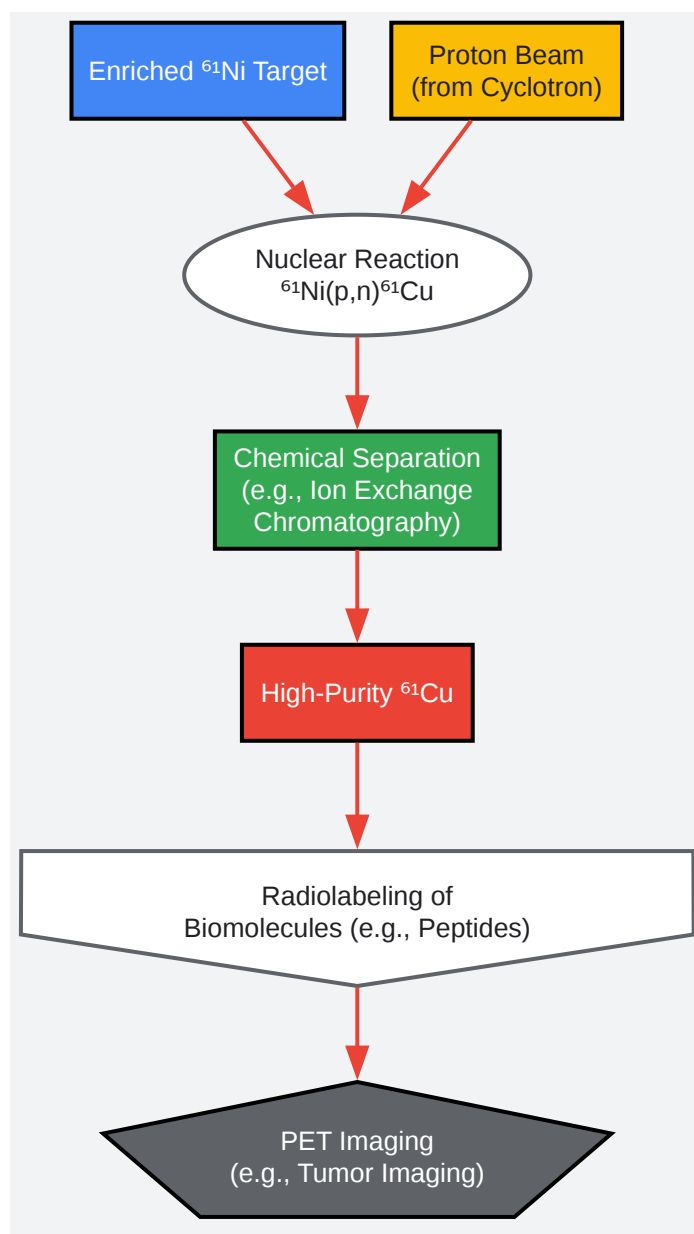 Enriched ⁶¹Ni Target
Proton Beam
(from Cyclotron)
Nuclear Reaction
⁶¹Ni(p,n)⁶¹Cu
Chemical Separation
(e.g., Ion Exchange
Chromatography)
High-Purity ⁶¹Cu
Radiolabeling of
Biomolecules (e.g., Peptides)
PET Imaging
(e.g., Tumor Imaging)